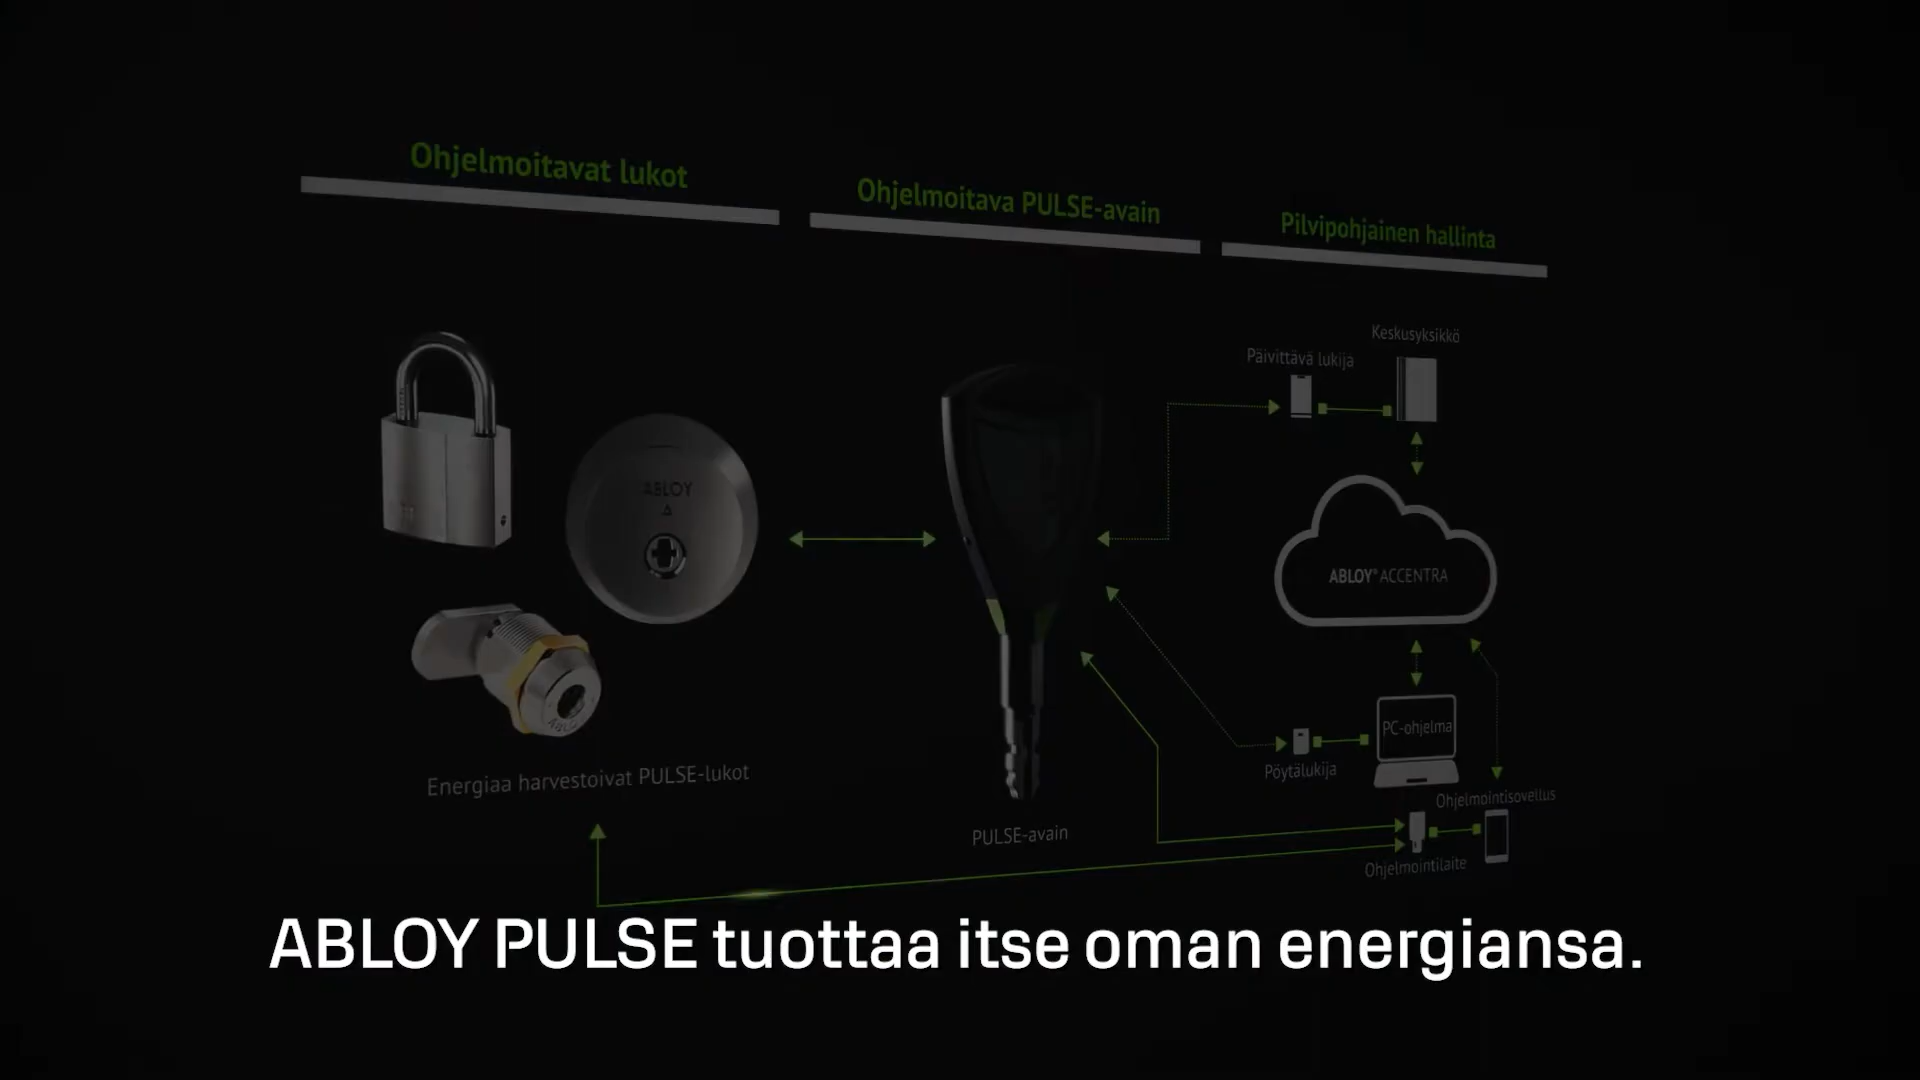 Ohjelmoitavat lukot
Ohjelmoitava PULSE-avain
Pilvipohjainen hallinta
Keskusyksikkö
Päivittävä lukija
ABLOY
ABLOY® ACCENTRA
PC-ohjelma
Pöytälukija
Ohjelmointisovellus
Ohjelmointilaite
Energiaa harvestoivat PULSE-lukot
PULSE-avain
ABLOY PULSE tuottaa itse oman energiansa.